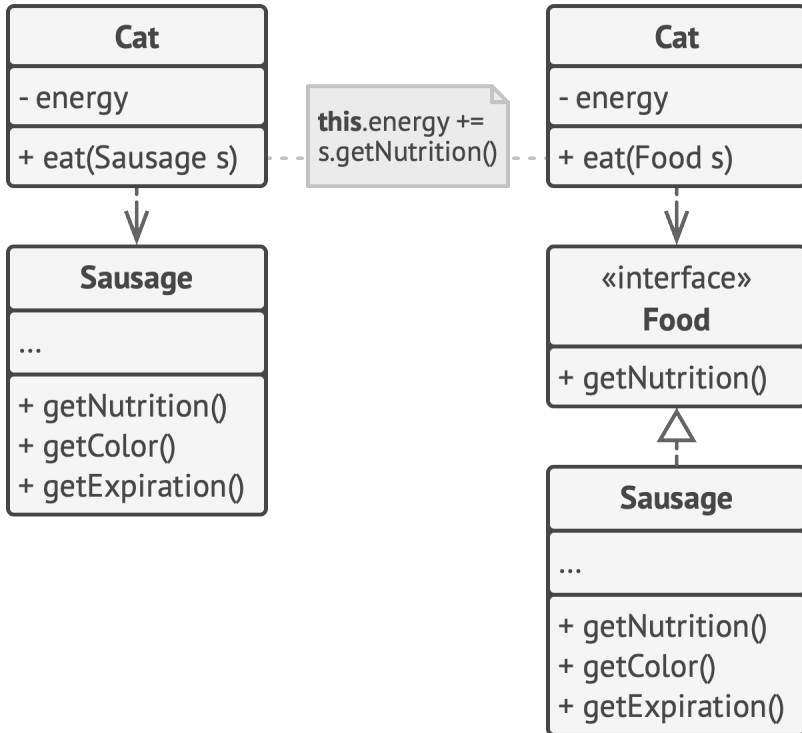 Cat
- energy
+ eat(Sausage s)
Sausage
...
+ getNutrition()
+ getColor()
+ getExpiration()
this.energy +=
s.getNutrition()
Cat
- energy
+ eat(Food s)
«interface»
Food
+ getNutrition()
Sausage
...
+ getNutrition()
+ getColor()
+ getExpiration()